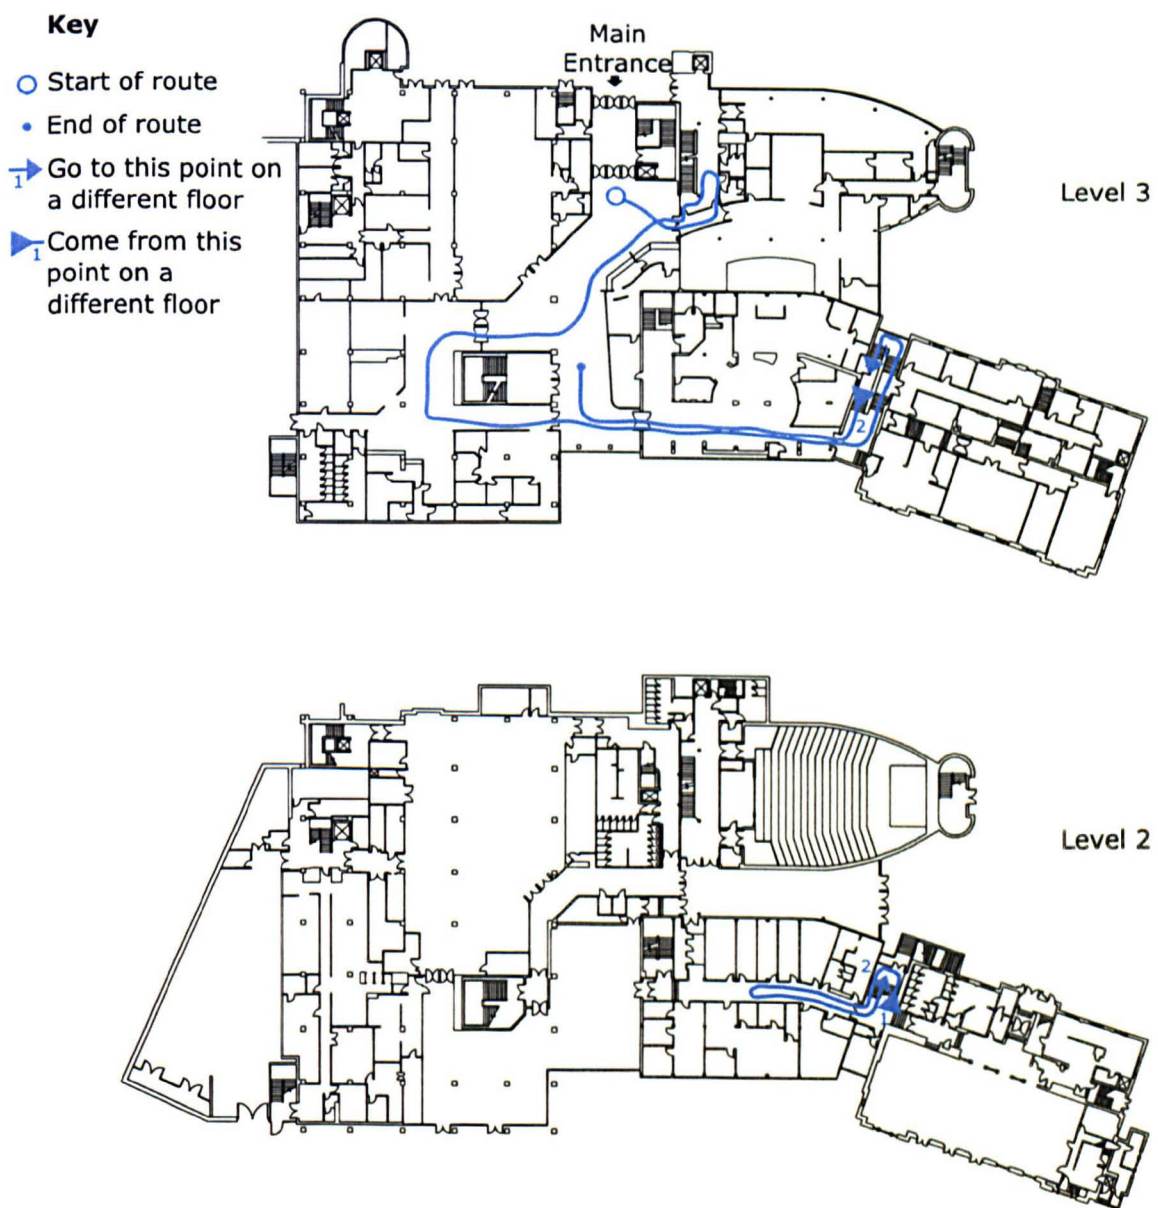 Key
Start of route
End of route
1
Go to this point on
a different floor
1
Come from this
point on a
different floor
Main
Entrance
Level 3
2
Level 2
2
1